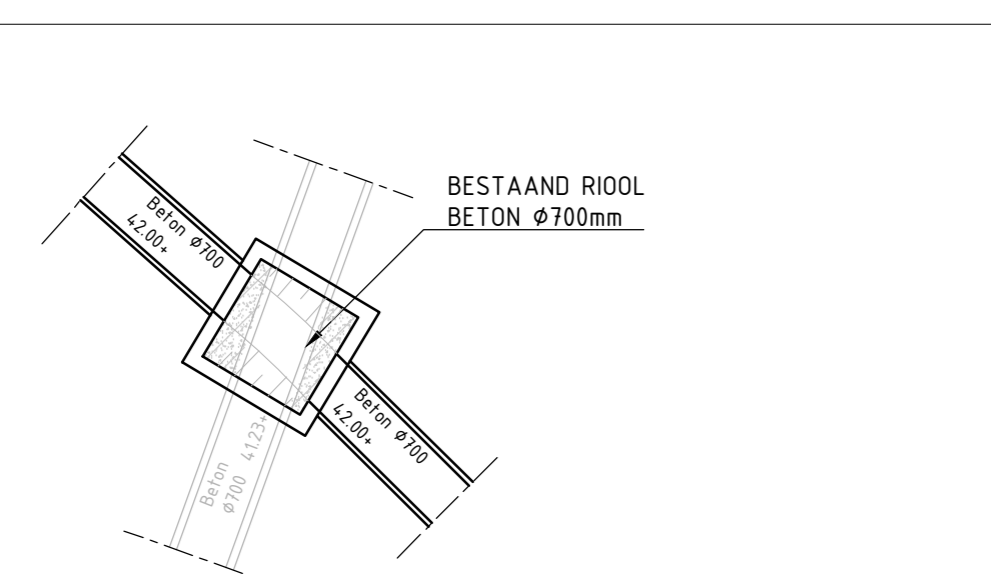 BESTAAND RIOOL
BETON Ø700mm
Beton Ø700
42.00+
Beton Ø700
42.00+
Beton
Ø700 41.23+